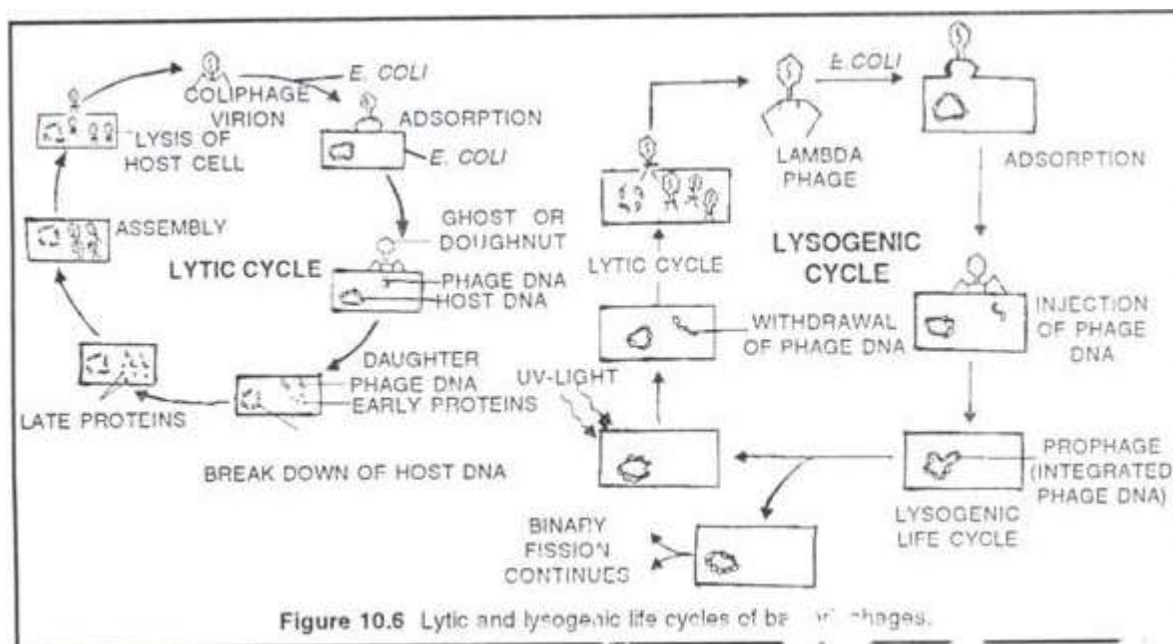 E. COLI
COLIPHAGE
VIRION
LYSIS OF
HOST CELL
ADSORPTION
E. COLI
ASSEMBLY
GHOST OR
DOUGHNUT
LYTIC CYCLE
PHAGE DNA
HOST DNA
DAUGHTER
PHAGE DNA
EARLY PROTEINS
LATE PROTEINS
BREAK DOWN OF HOST DNA
E.COLI
LAMBDA
PHAGE
ADSORPTION
LYSOGENIC
CYCLE
LYTIC CYCLE
INJECTION
OF PHAGE
DNA
WITHDRAWAL
OF PHAGE DNA
UV-LIGHT
PROPHAGE
(INTEGRATED
PHAGE DNA)
LYSOGENIC
LIFE CYCLE
BINARY
FISSION
CONTINUES
Figure 10.6 Lytic and lysogenic life cycles of